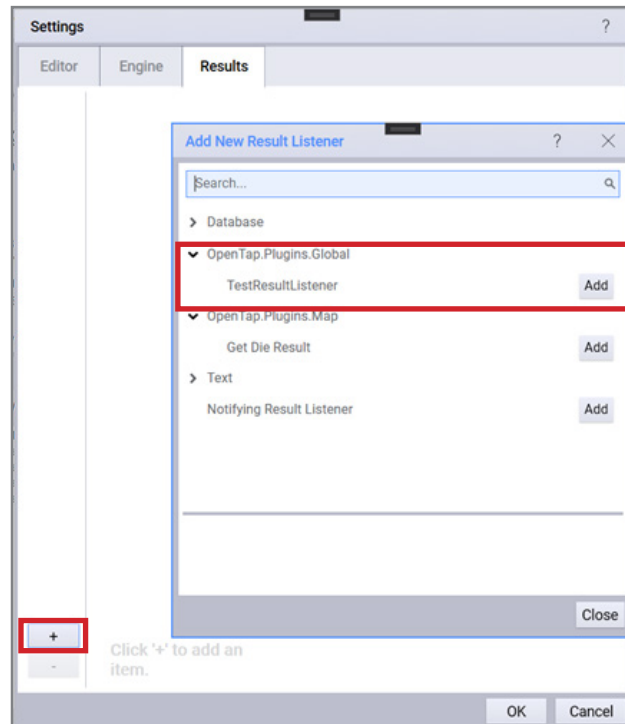 Settings ?
Editor Engine Results
Add New Result Listener ?
Search...
Database
OpenTap.Plugins.Global
TestResultListener Add
OpenTap.Plugins.Map
Get Die Result Add
Text
Notifying Result Listener Add
Close
+
Click '+' to add an
-
item.
OK Cancel